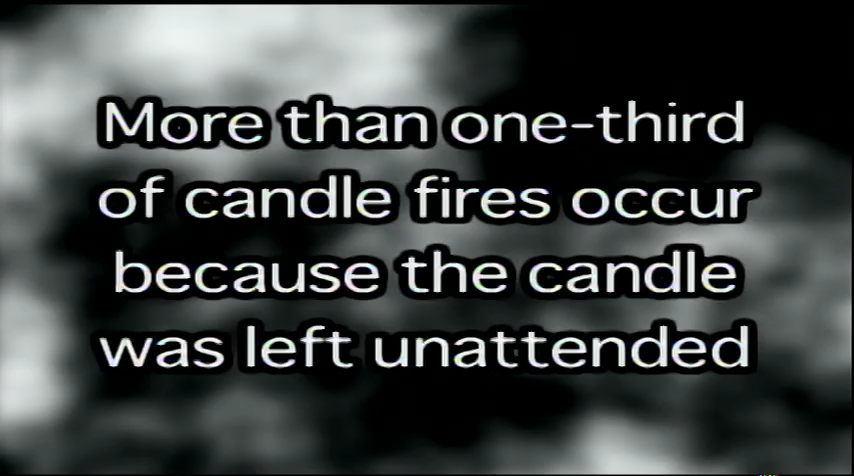 More than one-third
of candle fires occur
because the candle
was left unattended